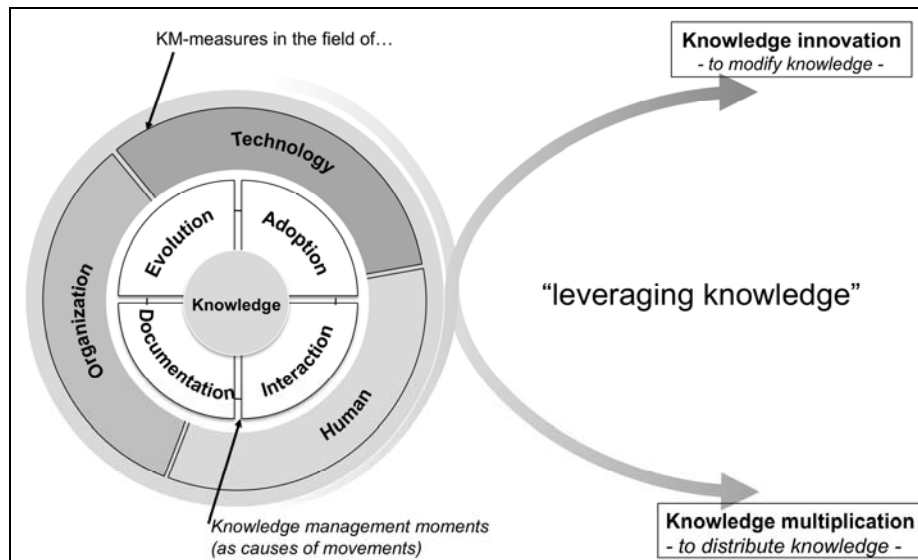 KM-measures in the field of…
Knowledge innovation
- to modify knowledge -
Technology
Organization
Evolution
Adoption
Knowledge
Documentation
Interaction
Human
“leveraging knowledge”
Knowledge management moments
(as causes of movements)
Knowledge multiplication
- to distribute knowledge -